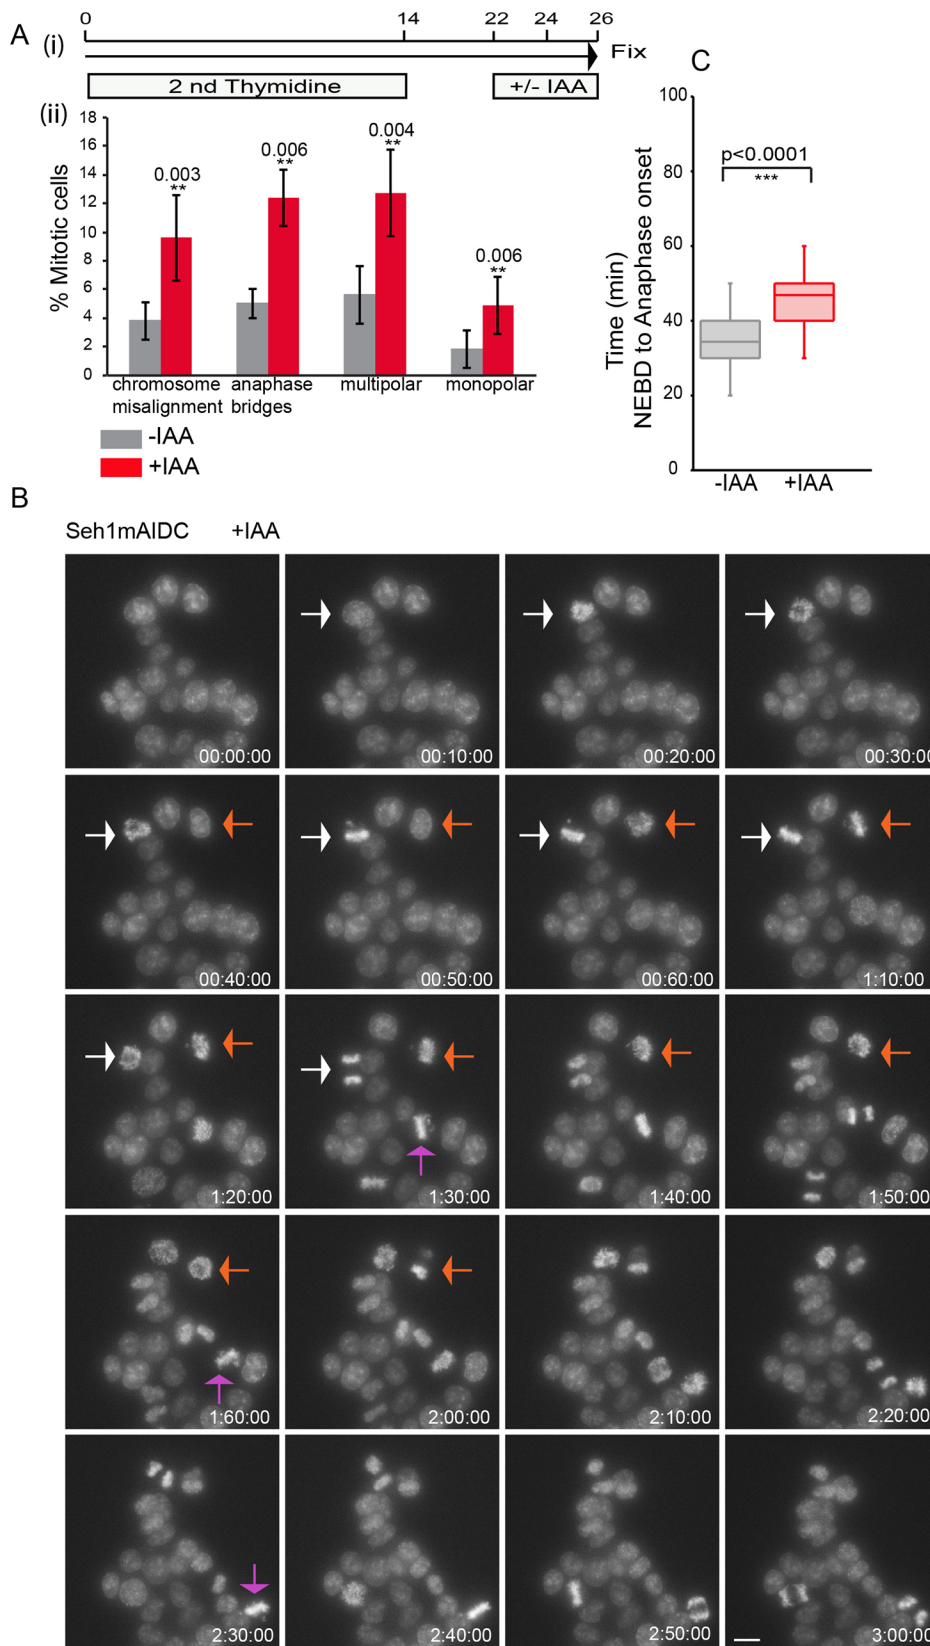 A
(i)
0 14 22 24 26
Fix
2 nd Thymidine
+/- IAA
(ii)
18
16
14
12
10
8
6
4
2
0
% Mitotic cells
0.003
**
0.006
**
0.004
**
0.006
**
chromosome misalignment
anaphase bridges
multipolar
monopolar
-IAA
+IAA
C
100
80
60
40
20
0
Time (min)
NEBD to Anaphase onset
p<0.0001
***
-IAA +IAA
B
Seh1mAIDC +IAA
00:00:00 00:10:00 00:20:00 00:30:00
00:40:00 00:50:00 00:60:00 1:10:00
1:20:00 1:30:00 1:40:00 1:50:00
1:60:00 2:00:00 2:10:00 2:20:00
2:30:00 2:40:00 2:50:00 3:00:00